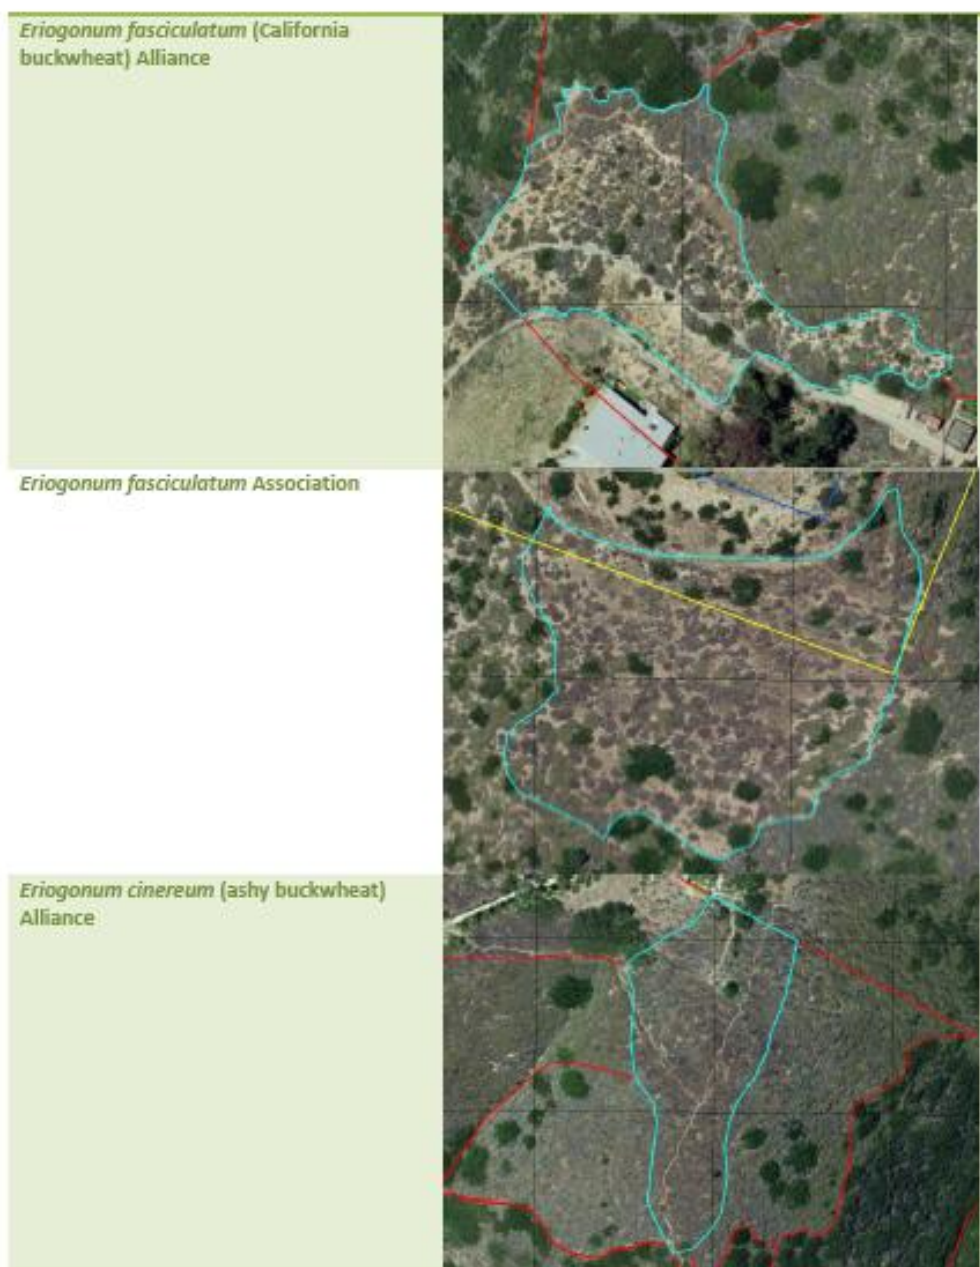 Eriogonum fasciculatum (California
buckwheat) Alliance
Eriogonum fasciculatum Association
Eriogonum cinereum (ashy buckwheat)
Alliance